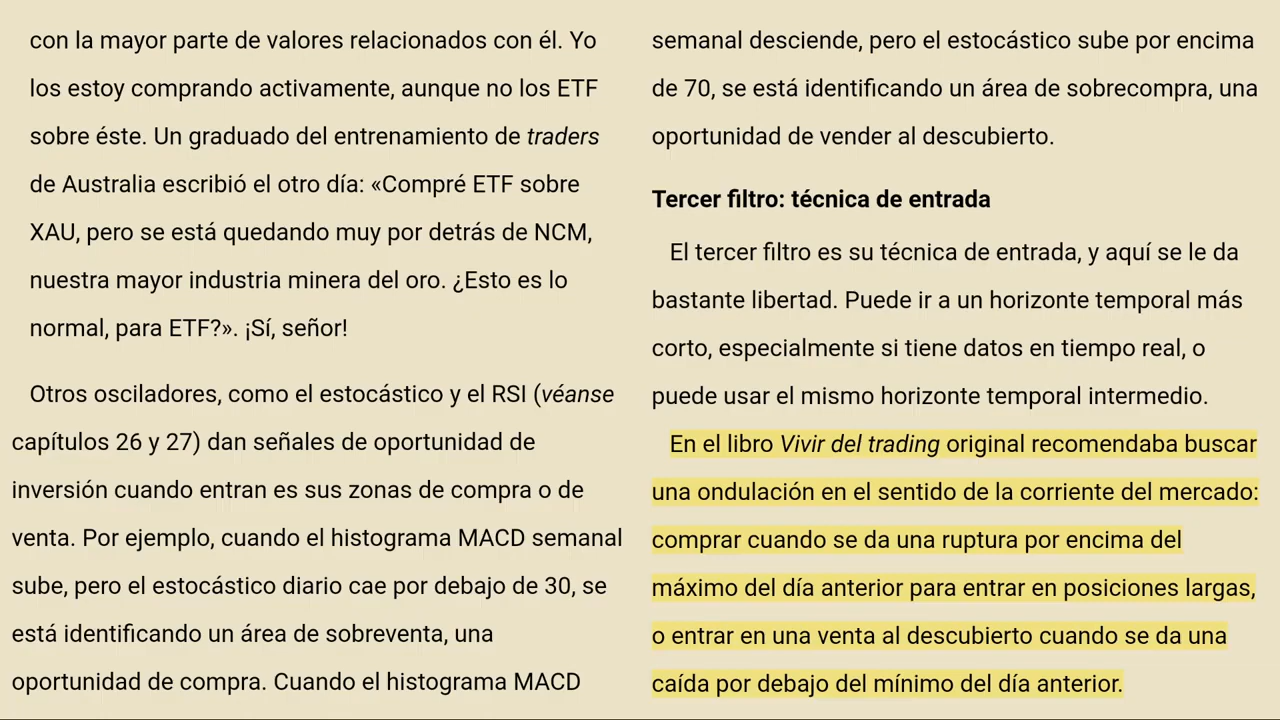 con la mayor parte de valores relacionados con él. Yo
los estoy comprando activamente, aunque no los ETF
sobre éste. Un graduado del entrenamiento de traders
de Australia escribió el otro día: «Compré ETF sobre
XAU, pero se está quedando muy por detrás de NCM,
nuestra mayor industria minera del oro. ¿Esto es lo
normal, para ETF?». ¡Sí, señor!
Otros osciladores, como el estocástico y el RSI (véanse
capítulos 26 y 27) dan señales de oportunidad de
inversión cuando entran es sus zonas de compra o de
venta. Por ejemplo, cuando el histograma MACD semanal
sube, pero el estocástico diario cae por debajo de 30, se
está identificando un área de sobreventa, una
oportunidad de compra. Cuando el histograma MACD
semanal desciende, pero el estocástico sube por encima
de 70, se está identificando un área de sobrecompra, una
oportunidad de vender al descubierto.
Tercer filtro: técnica de entrada
El tercer filtro es su técnica de entrada, y aquí se le da
bastante libertad. Puede ir a un horizonte temporal más
corto, especialmente si tiene datos en tiempo real, o
puede usar el mismo horizonte temporal intermedio.
En el libro Vivir del trading original recomendaba buscar
una ondulación en el sentido de la corriente del mercado:
comprar cuando se da una ruptura por encima del
máximo del día anterior para entrar en posiciones largas,
o entrar en una venta al descubierto cuando se da una
caída por debajo del mínimo del día anterior.